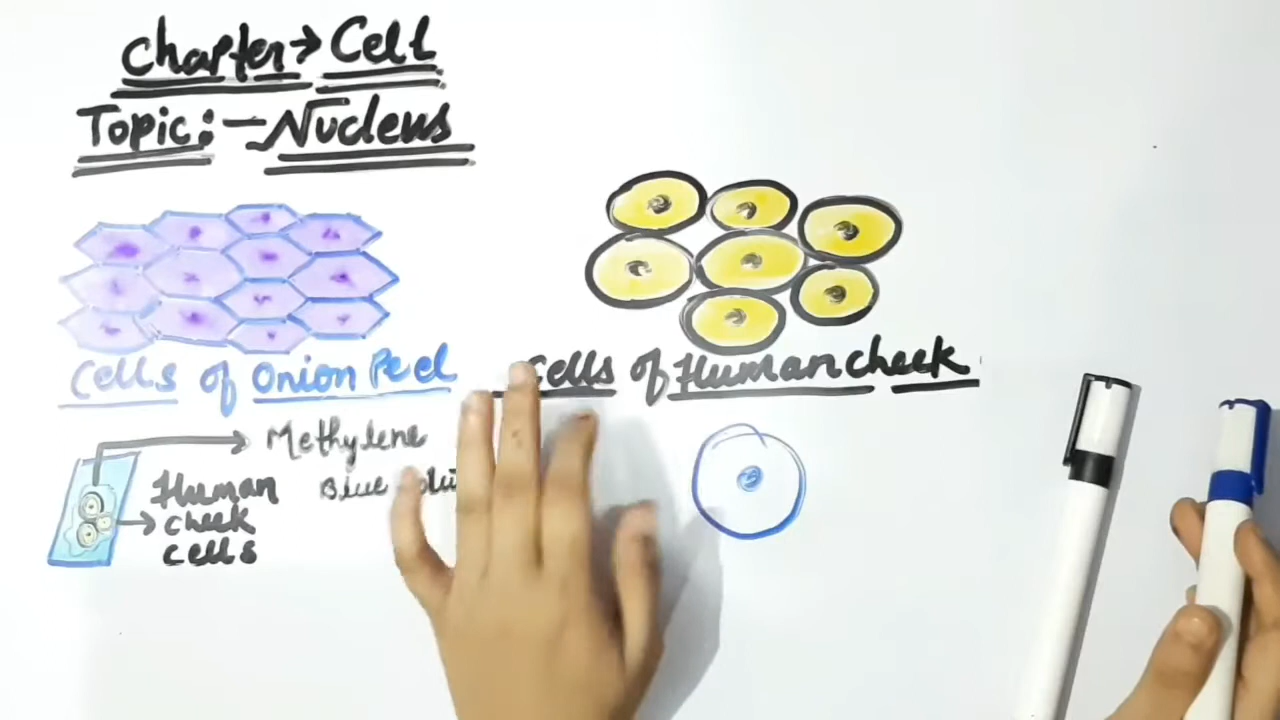 Chapter → Cell
Topic:- Nucleus
Cells of Onion Peel
Cells of Human cheek
Methylene
Blue
Human
cheek
cells